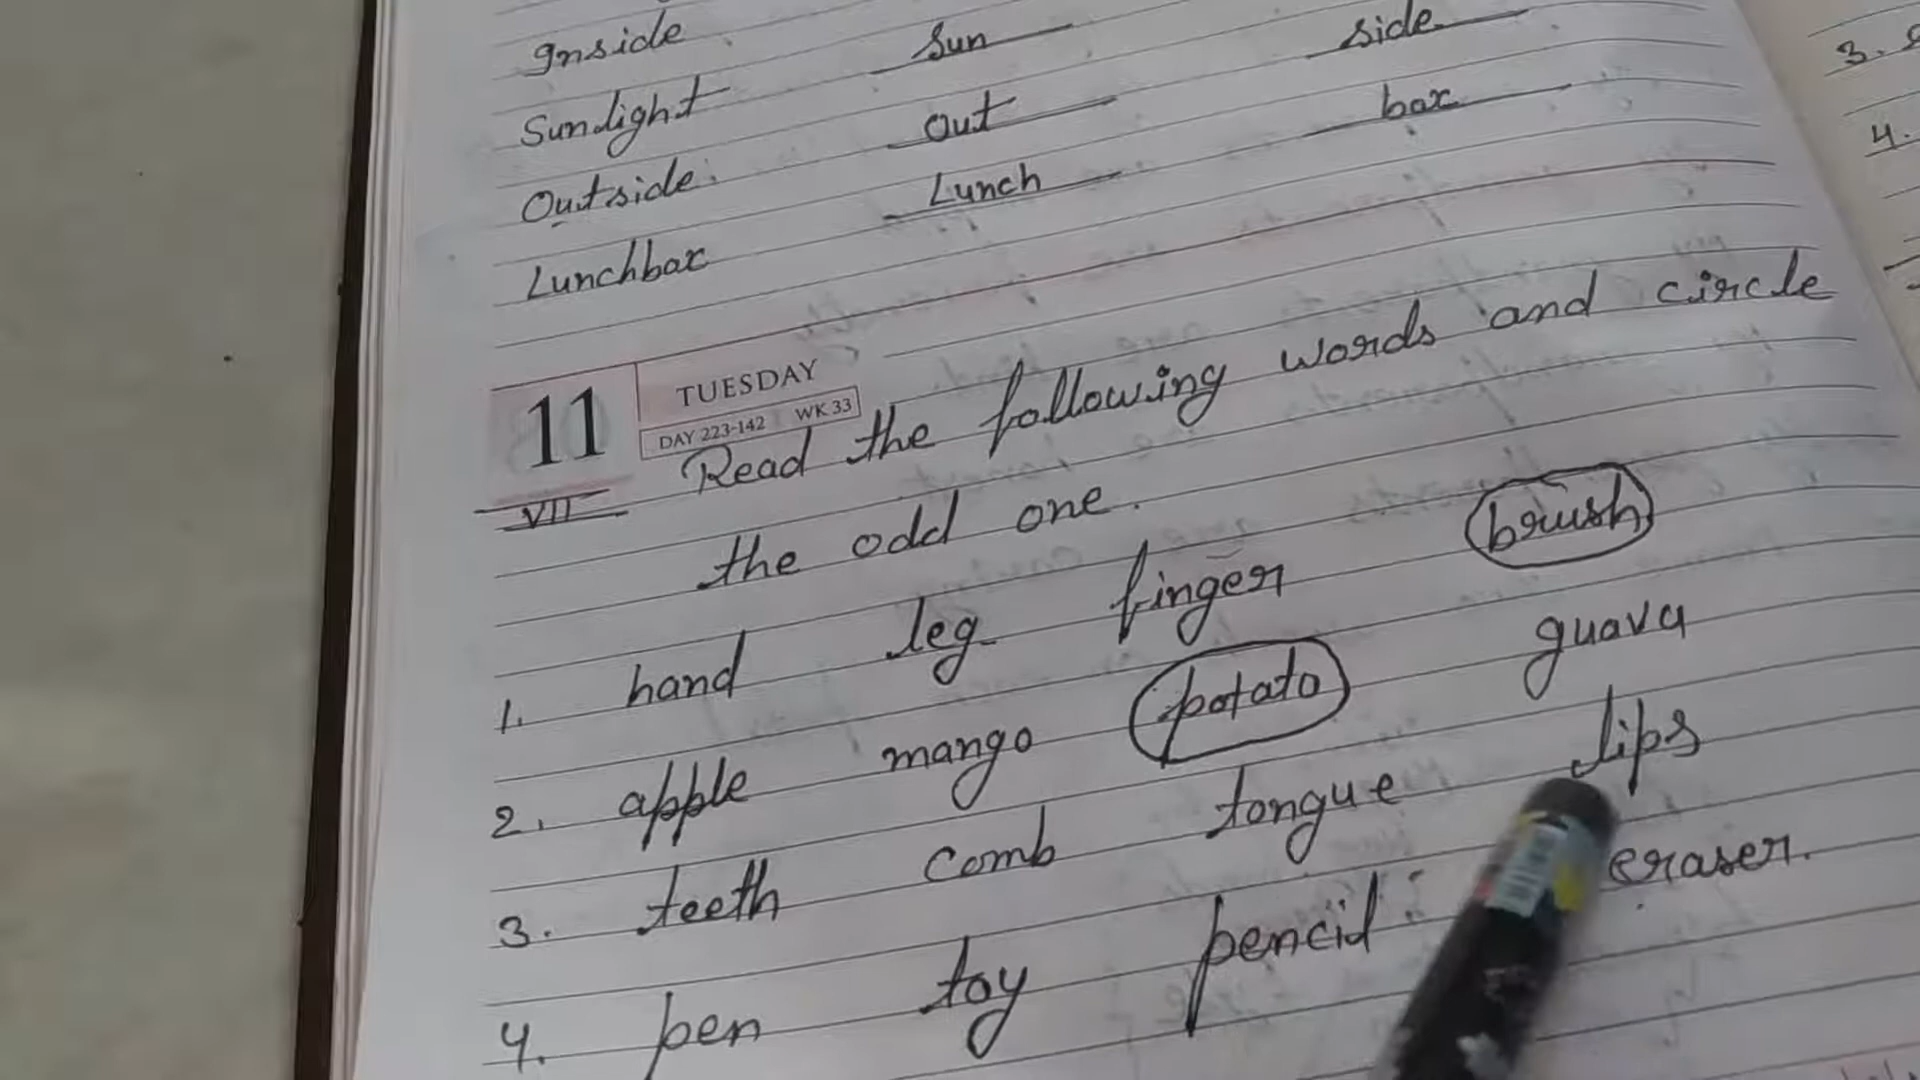 Inside Sun side
Sunlight Out box
Outside. Lunch
Lunchbox
11 TUESDAY
DAY 223-142 WK 33
VII Read the following words and circle
the odd one.
1. hand leg finger brush
2. apple mango potato guava
3. teeth comb tongue lips
4. pen toy pencil eraser.
3.
4.